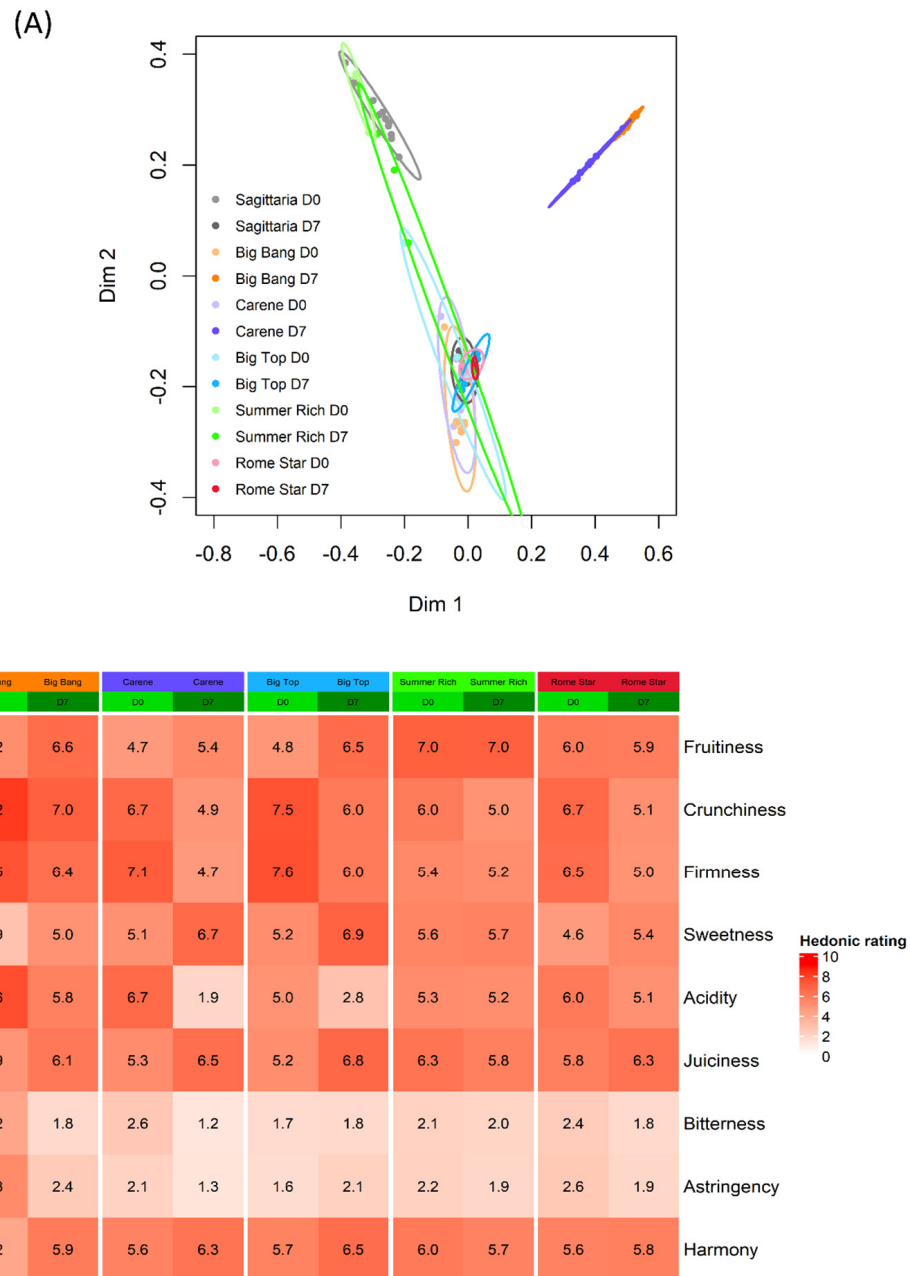 (A)
0.4
0.2
0.0
-0.2
-0.4
Dim 2
Sagittaria D0
Sagittaria D7
Big Bang D0
Big Bang D7
Carene D0
Carene D7
Big Top D0
Big Top D7
Summer Rich D0
Summer Rich D7
Rome Star D0
Rome Star D7
-0.8 -0.6 -0.4 -0.2 0.0 0.2 0.4 0.6
Dim 1
Big Bang Carene Carene Big Top Big Top Summer Rich Summer Rich Rome Star Rome Star
D7 D0 D7 D0 D7 D0 D7 D0 D7
6.6 4.7 5.4 4.8 6.5 7.0 7.0 6.0 5.9 Fruitiness
7.0 6.7 4.9 7.5 6.0 6.0 5.0 6.7 5.1 Crunchiness
6.4 7.1 4.7 7.6 6.0 5.4 5.2 6.5 5.0 Firmness
5.0 5.1 6.7 5.2 6.9 5.6 5.7 4.6 5.4 Sweetness
5.8 6.7 1.9 5.0 2.8 5.3 5.2 6.0 5.1 Acidity
6.1 5.3 6.5 5.2 6.8 6.3 5.8 5.8 6.3 Juiciness
1.8 2.6 1.2 1.7 1.8 2.1 2.0 2.4 1.8 Bitterness
2.4 2.1 1.3 1.6 2.1 2.2 1.9 2.6 1.9 Astringency
5.9 5.6 6.3 5.7 6.5 6.0 5.7 5.6 5.8 Harmony
Hedonic rating
10
8
6
4
2
0